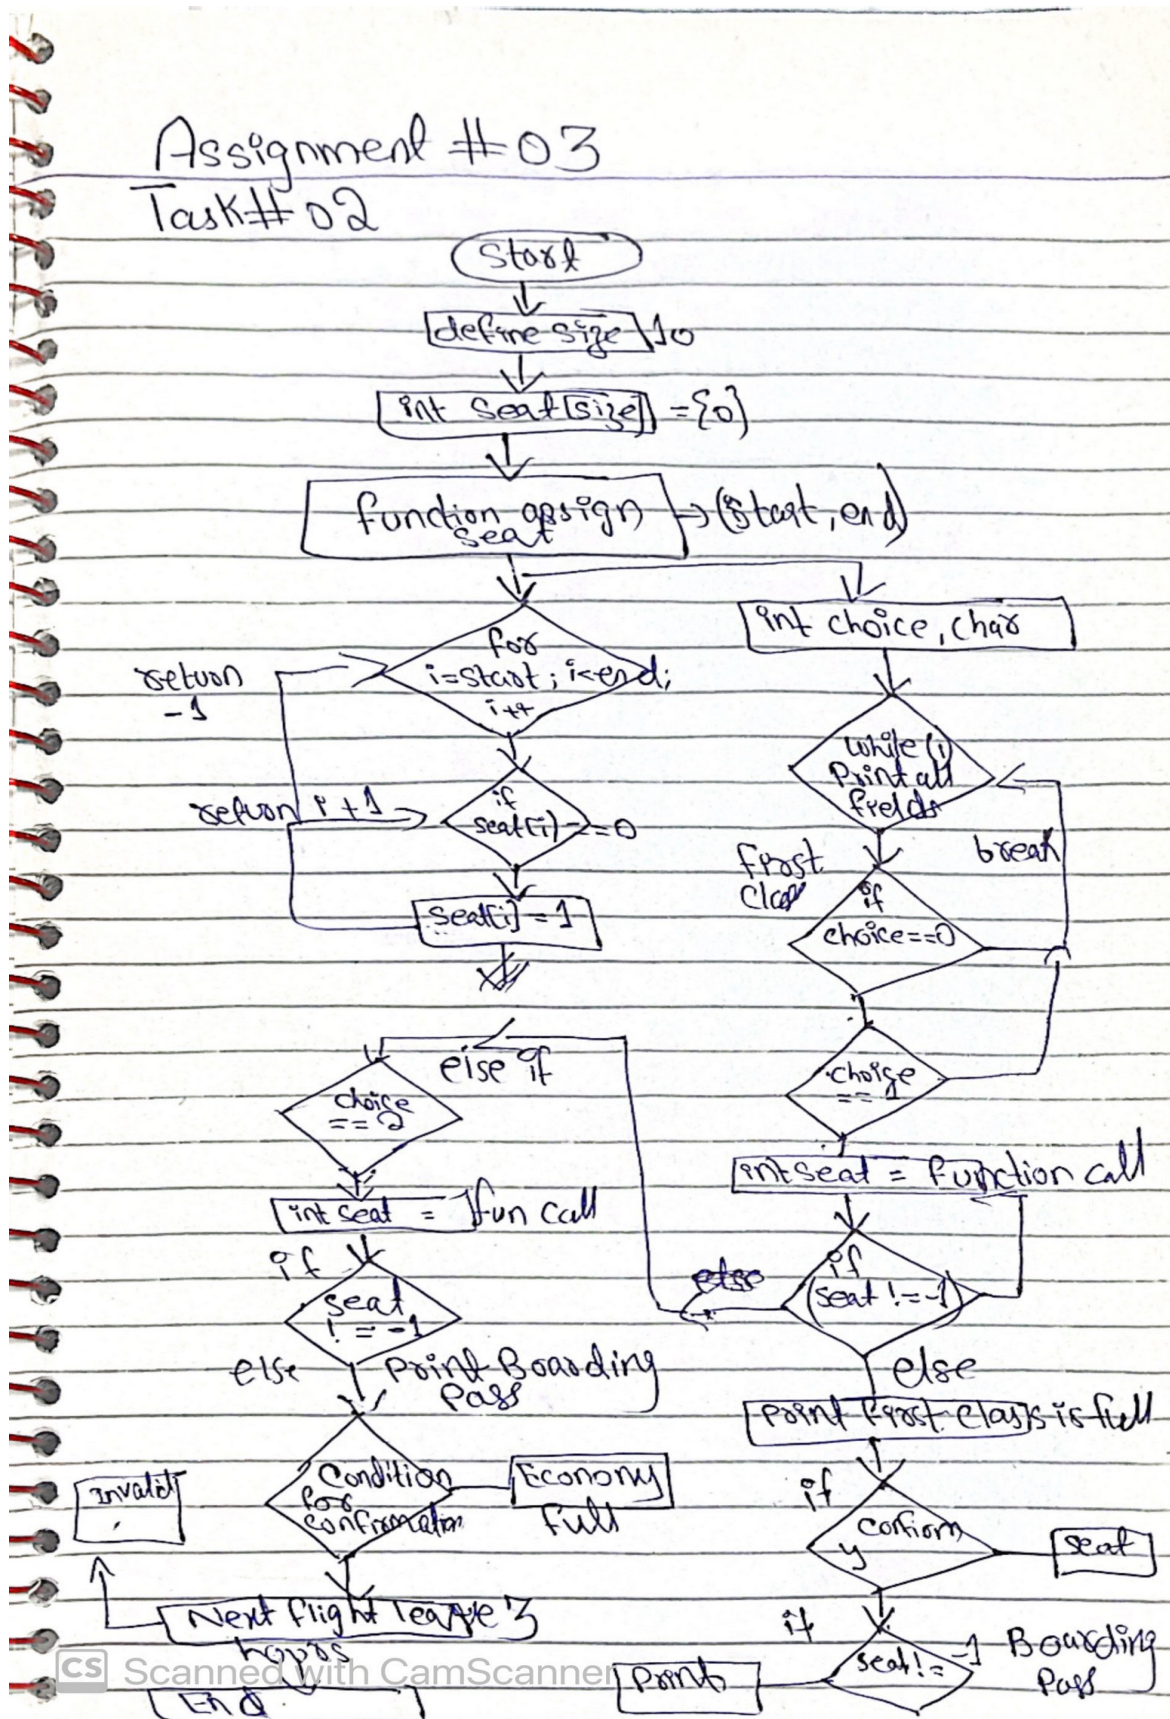 Assignment #03
Task# 02
Start
define size 10
int Seat[size] = {0}
function assign
seat
→ (Start, end)
for
i=start; i<end;
i++
return
-1
if
seat(i) == 0
return i+1
Seat[i] = 1
int choice, char
while (1)
Print all
fields
break
first
Class
if
choice==0
choice
== 1
int seat = function call
if
(seat != -1)
else
else
print first class is full
if
confirm
y
seat
if
seat != -1
Boarding
Pass
Print
else if
choice
== 2
int seat = fun call
if
seat
! = -1
else
Print Boarding
Pass
Condition
for
confirmation
Economy
full
Invalid
Next flight leave 3
hours
End
CS Scanned with CamScanner